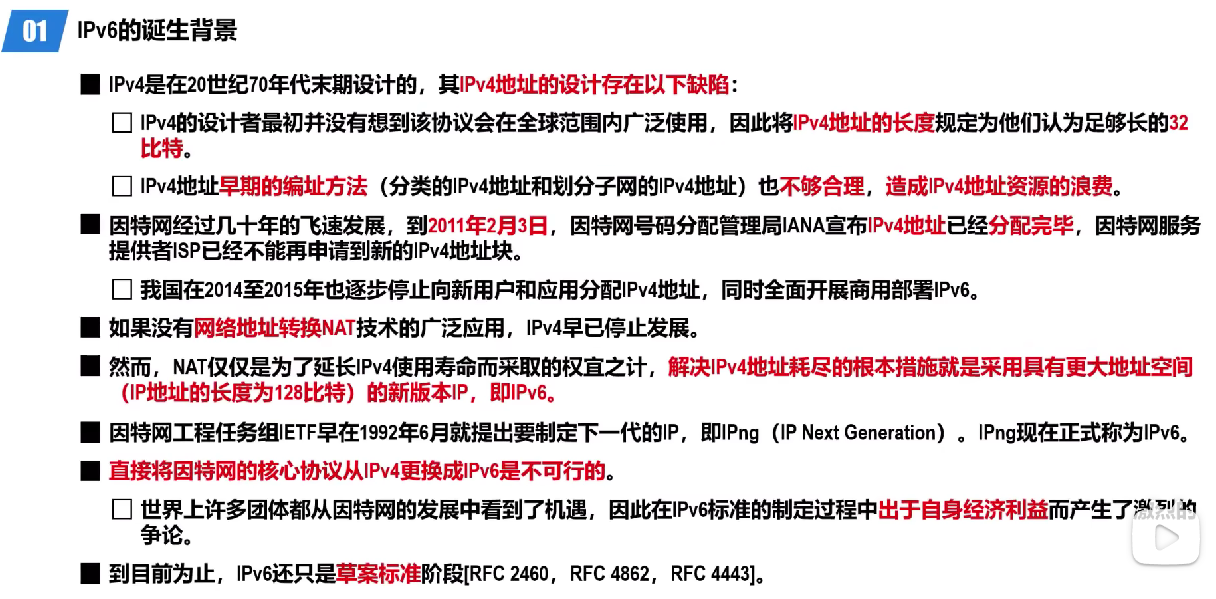 01 IPv6的诞生背景
IPv4是在20世纪70年代末期设计的，其IPv4地址的设计存在以下缺陷：
IPv4的设计者最初并没有想到该协议会在全球范围内广泛使用，因此将IPv4地址的长度规定为他们认为足够长的32
比特。
IPv4地址早期的编址方法（分类的IPv4地址和划分子网的IPv4地址）也不够合理，造成IPv4地址资源的浪费。
因特网经过几十年的飞速发展，到2011年2月3日，因特网号码分配管理局IANA宣布IPv4地址已经分配完毕，因特网服务
提供者ISP已经不能再申请到新的IPv4地址块。
我国在2014至2015年也逐步停止向新用户和应用分配IPv4地址，同时全面开展商用部署IPv6。
如果没有网络地址转换NAT技术的广泛应用，IPv4早已停止发展。
然而，NAT仅仅是为了延长IPv4使用寿命而采取的权宜之计，解决IPv4地址耗尽的根本措施就是采用具有更大地址空间
（IP地址的长度为128比特）的新版本IP，即IPv6。
因特网工程任务组IETF早在1992年6月就提出要制定下一代的IP，即IPng（IP Next Generation）。IPng现在正式称为IPv6。
直接将因特网的核心协议从IPv4更换成IPv6是不可行的。
世界上许多团体都从因特网的发展中看到了机遇，因此在IPv6标准的制定过程中出于自身经济利益而产生了激烈的
争论。
到目前为止，IPv6还只是草案标准阶段[RFC 2460，RFC 4862，RFC 4443]。